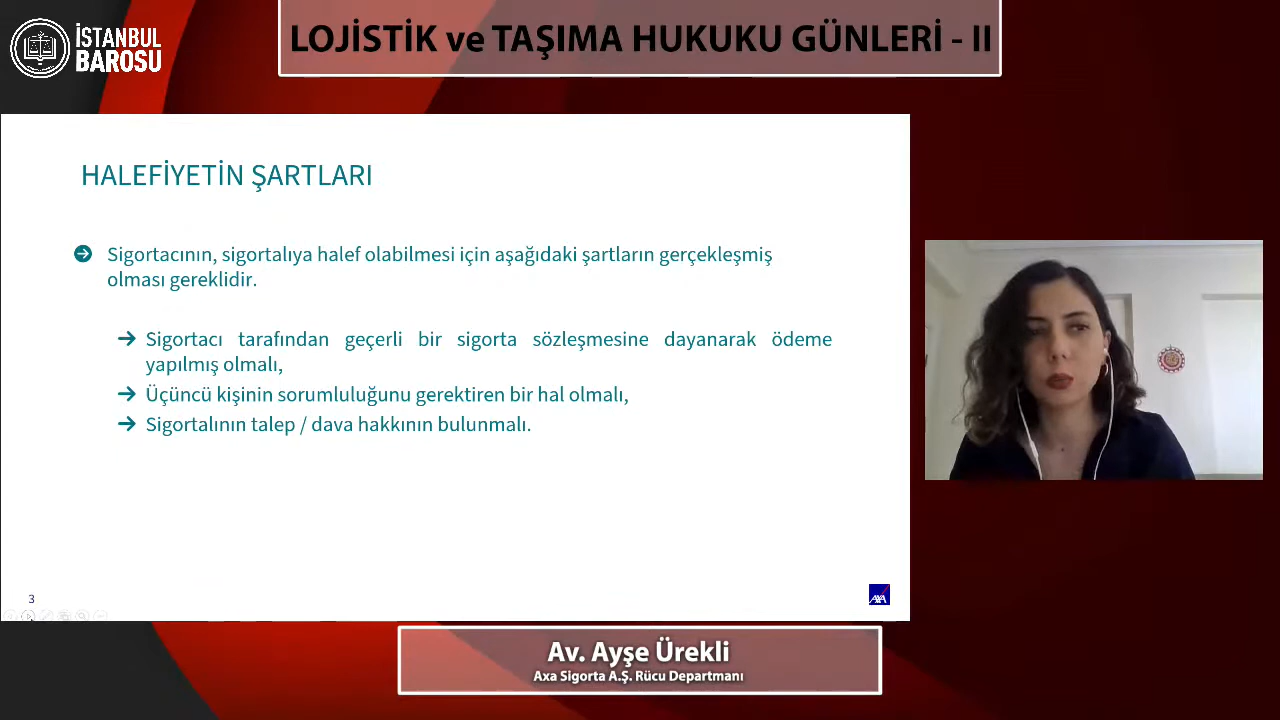 İSTANBUL
BAROSU
LOJİSTİK ve TAŞIMA HUKUKU GÜNLERİ - II
HALEFİYETİN ŞARTLARI
Sigortacının, sigortalıya halef olabilmesi için aşağıdaki şartların gerçekleşmiş
olması gereklidir.
Sigortacı tarafından geçerli bir sigorta sözleşmesine dayanarak ödeme
yapılmış olmalı,
Üçüncü kişinin sorumluluğunu gerektiren bir hal olmalı,
Sigortalının talep / dava hakkının bulunmalı.
3
AXA
Av. Ayşe Ürekli
Axa Sigorta A.Ş. Rücu Departmanı